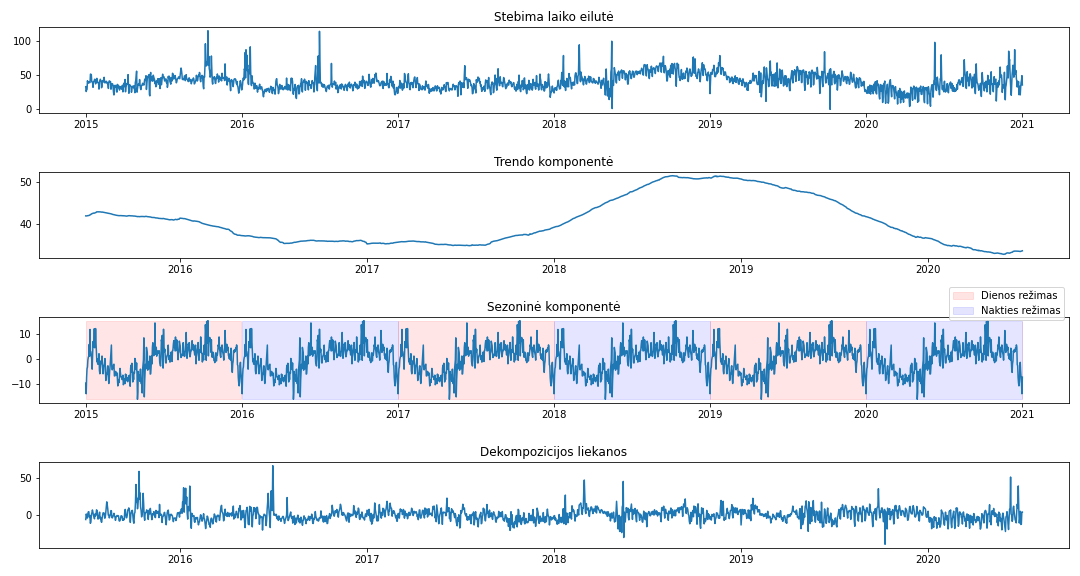 Stebima laiko eilutė
100
50
0
2015 2016 2017 2018 2019 2020 2021
Trendo komponentė
50
40
2016 2017 2018 2019 2020
Dienos režimas
Nakties režimas
Sezoninė komponentė
10
0
−10
2015 2016 2017 2018 2019 2020 2021
Dekompozicijos liekanos
50
0
2016 2017 2018 2019 2020